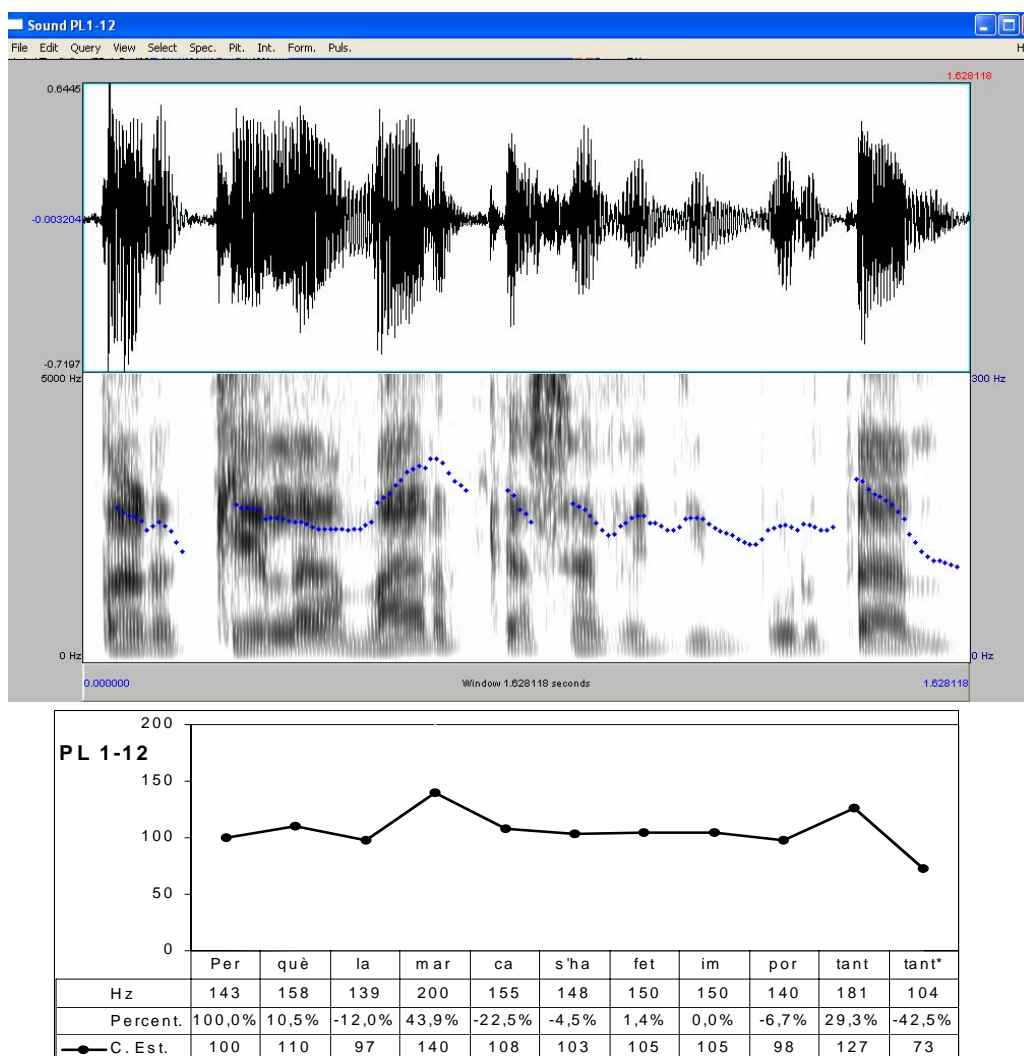 Sound PL1-12
File Edit Query View Select Spec. Pit. Int. Form. Puls. H
1.628118
0.6445
-0.003204
-0.7197
5000 Hz 300 Hz
0 Hz 0 Hz
0.000000 Window 1.628118 seconds 1.628118
PL 1-12
200
150
100
50
0
Per què la mar ca s'ha fet im por tant tant*
Hz 143 158 139 200 155 148 150 150 140 181 104
Percent. 100,0% 10,5% -12,0% 43,9% -22,5% -4,5% 1,4% 0,0% -6,7% 29,3% -42,5%
C. Est. 100 110 97 140 108 103 105 105 98 127 73